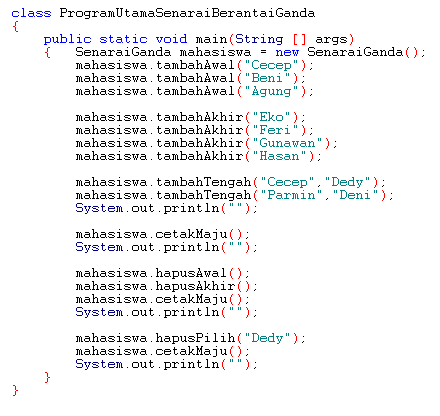 class ProgramUtamaSenaraiBerantaiGanda
{
    public static void main(String [] args)
    {   SenaraiGanda mahasiswa = new SenaraiGanda();
        mahasiswa.tambahAwal("Cecep");
        mahasiswa.tambahAwal("Beni");
        mahasiswa.tambahAwal("Agung");

        mahasiswa.tambahAkhir("Eko");
        mahasiswa.tambahAkhir("Feri");
        mahasiswa.tambahAkhir("Gunawan");
        mahasiswa.tambahAkhir("Hasan");

        mahasiswa.tambahTengah("Cecep","Dedy");
        mahasiswa.tambahTengah("Parmin","Deni");
        System.out.println("");

        mahasiswa.cetakMaju();
        System.out.println("");

        mahasiswa.hapusAwal();
        mahasiswa.hapusAkhir();
        mahasiswa.cetakMaju();
        System.out.println("");

        mahasiswa.hapusPilih("Dedy");
        mahasiswa.cetakMaju();
        System.out.println("");
    }
}